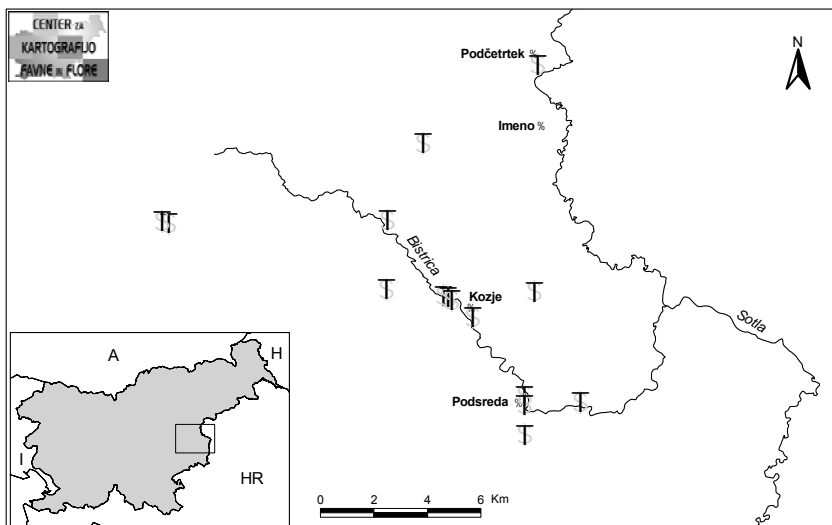 CENTER ZA
KARTOGRAFIJO
FAVNE IN FLORE
N
Podčetrtek %
Imeno %
Bistrica
Kozje
%
Sotla
Podsreda %
A
H
I
HR
0 2 4 6 Km